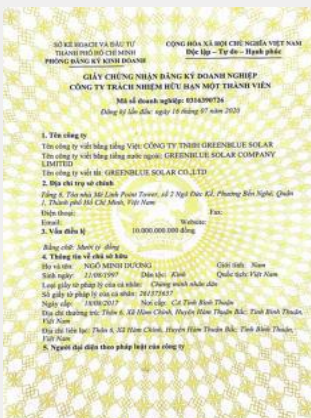 SỞ KẾ HOẠCH VÀ ĐẦU TƯ
THÀNH PHỐ HỒ CHÍ MINH
PHÒNG ĐĂNG KÝ KINH DOANH
CỘNG HÒA XÃ HỘI CHỦ NGHĨA VIỆT NAM
Độc lập - Tự do - Hạnh phúc
GIẤY CHỨNG NHẬN ĐĂNG KÝ DOANH NGHIỆP
CÔNG TY TRÁCH NHIỆM HỮU HẠN MỘT THÀNH VIÊN
Mã số doanh nghiệp: 0316390726
Đăng ký lần đầu: ngày 16 tháng 07 năm 2020
1. Tên công ty
Tên công ty viết bằng tiếng Việt: CÔNG TY TNHH GREENBLUE SOLAR
Tên công ty viết bằng tiếng nước ngoài: GREENBLUE SOLAR COMPANY
LIMITED
Tên công ty viết tắt: GREENBLUE SOLAR CO.,LTD
2. Địa chỉ trụ sở chính
Tầng 6, Tòa nhà Mê Linh Point Tower, số 2 Ngô Đức Kế, Phường Bến Nghé, Quận
1, Thành phố Hồ Chí Minh, Việt Nam
Điện thoại: Fax:
Email: Website:
3. Vốn điều lệ 10.000.000.000 đồng
Bằng chữ: Mười tỷ đồng
4. Thông tin về chủ sở hữu
Họ và tên: NGÔ MINH DƯƠNG Giới tính: Nam
Sinh ngày: 21/08/1997 Dân tộc: Kinh Quốc tịch: Việt Nam
Loại giấy tờ pháp lý của cá nhân: Chứng minh nhân dân
Số giấy tờ pháp lý của cá nhân: 261373637
Ngày cấp: 18/08/2017 Nơi cấp: CA Tỉnh Bình Thuận
Địa chỉ thường trú: Thôn 6, Xã Hàm Chính, Huyện Hàm Thuận Bắc, Tỉnh Bình Thuận,
Việt Nam
Địa chỉ liên lạc: Thôn 6, Xã Hàm Chính, Huyện Hàm Thuận Bắc, Tỉnh Bình Thuận,
Việt Nam
5. Người đại diện theo pháp luật của công ty